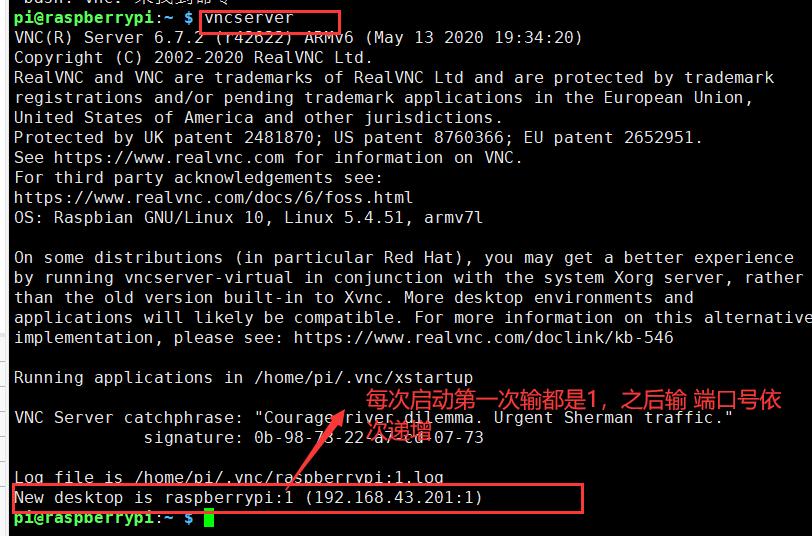 bash: vnc: 未找到命令
pi@raspberrypi:~ $ vncserver
VNC(R) Server 6.7.2 (r42622) ARMv6 (May 13 2020 19:34:20)
Copyright (C) 2002-2020 RealVNC Ltd.
RealVNC and VNC are trademarks of RealVNC Ltd and are protected by trademark
registrations and/or pending trademark applications in the European Union,
United States of America and other jurisdictions.
Protected by UK patent 2481870; US patent 8760366; EU patent 2652951.
See https://www.realvnc.com for information on VNC.
For third party acknowledgements see:
https://www.realvnc.com/docs/6/foss.html
OS: Raspbian GNU/Linux 10, Linux 5.4.51, armv7l
On some distributions (in particular Red Hat), you may get a better experience
by running vncserver-virtual in conjunction with the system Xorg server, rather
than the old version built-in to Xvnc. More desktop environments and
applications will likely be compatible. For more information on this alternative
implementation, please see: https://www.realvnc.com/doclink/kb-546
Running applications in /home/pi/.vnc/xstartup
每次启动第一次输都是1，之后输 端口号依
次递增
VNC Server catchphrase: "Courage river dilemma. Urgent Sherman traffic."
signature: 0b-98-73-22-a7-cd-07-73
Log file is /home/pi/.vnc/raspberrypi:1.log
New desktop is raspberrypi:1 (192.168.43.201:1)
pi@raspberrypi:~ $